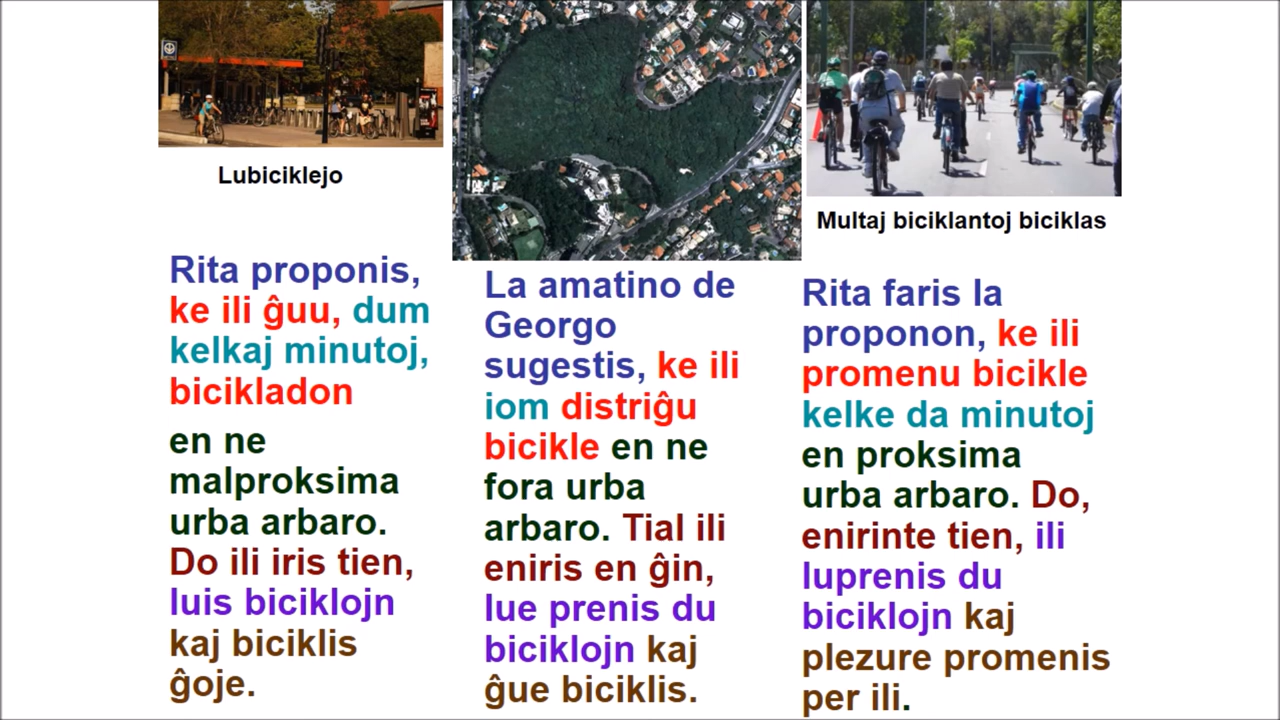 Lubiciklejo
Rita proponis,
ke ili ĝuu, dum
kelkaj minutoj,
bicikladon
en ne
malproksima
urba arbaro.
Do ili iris tien,
luis biciklojn
kaj biciklis
ĝoje.
La amatino de
Georgo
sugestis, ke ili
iom distriĝu
bicikle en ne
fora urba
arbaro. Tial ili
eniris en ĝin,
lue prenis du
biciklojn kaj
ĝue biciklis.
Multaj biciklantoj biciklas
Rita faris la
proponon, ke ili
promenu bicikle
kelke da minutoj
en proksima
urba arbaro. Do,
enirinte tien, ili
luprenis du
biciklojn kaj
plezure promenis
per ili.